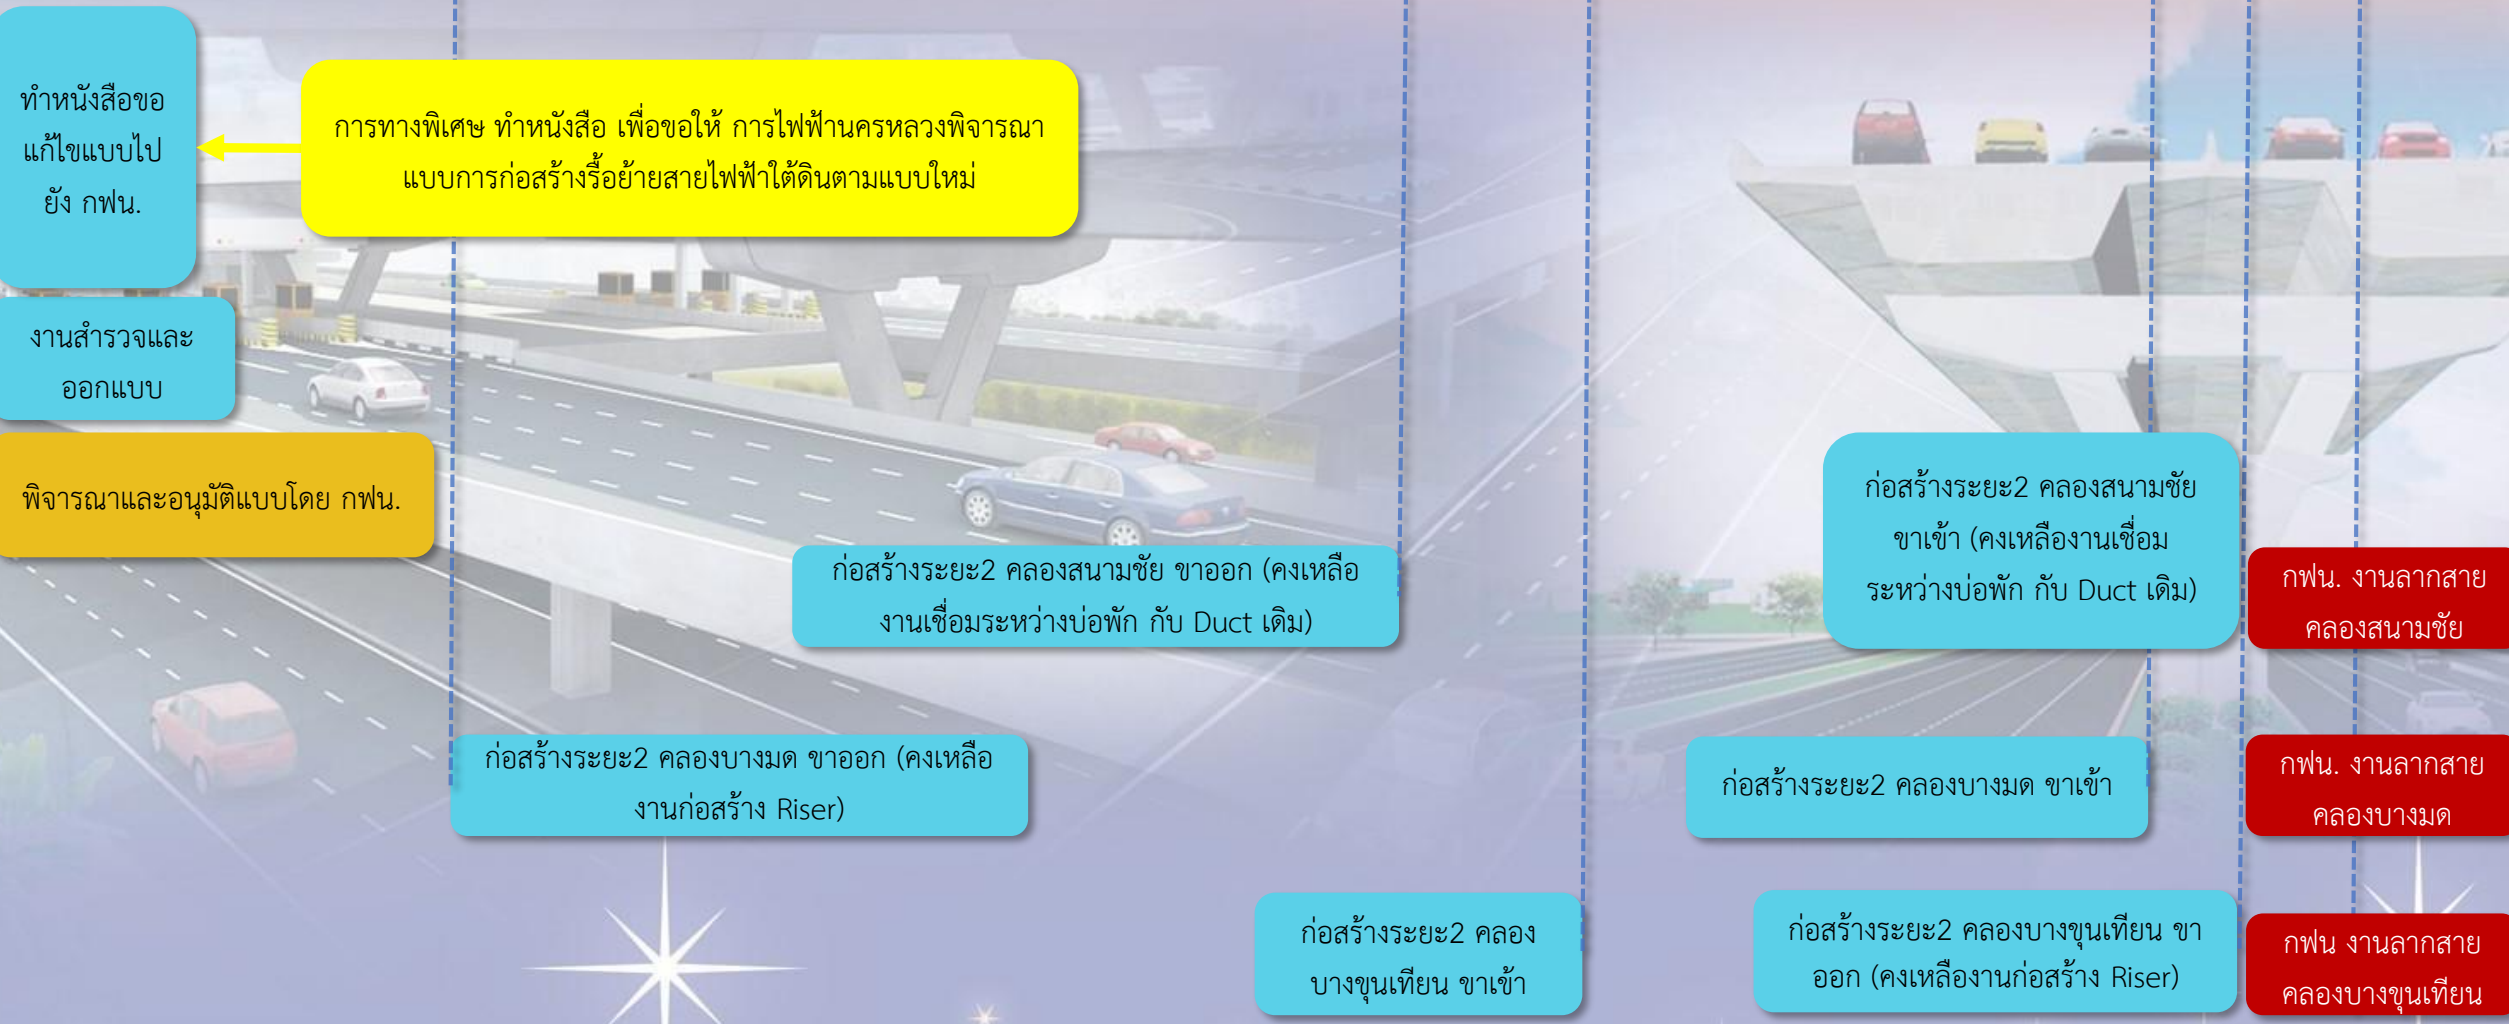 ทำหนังสือขอ
แก้ไขแบบไป
ยัง กฟน.
การทางพิเศษ ทำหนังสือ เพื่อขอให้ การไฟฟ้านครหลวงพิจารณา
แบบการก่อสร้างรื้อย้ายสายไฟฟ้าใต้ดินตามแบบใหม่
งานสำรวจและ
ออกแบบ
พิจารณาและอนุมัติแบบโดย กฟน.
ก่อสร้างระยะ2 คลองสนามชัย ขาออก (คงเหลือ
งานเชื่อมระหว่างบ่อพัก กับ Duct เดิม)
ก่อสร้างระยะ2 คลองสนามชัย
ขาเข้า (คงเหลืองานเชื่อม
ระหว่างบ่อพัก กับ Duct เดิม)
กฟน. งานลากสาย
คลองสนามชัย
ก่อสร้างระยะ2 คลองบางมด ขาออก (คงเหลือ
งานก่อสร้าง Riser)
ก่อสร้างระยะ2 คลองบางมด ขาเข้า
กฟน. งานลากสาย
คลองบางมด
ก่อสร้างระยะ2 คลอง
บางขุนเทียน ขาเข้า
ก่อสร้างระยะ2 คลองบางขุนเทียน ขา
ออก (คงเหลืองานก่อสร้าง Riser)
กฟน งานลากสาย
คลองบางขุนเทียน